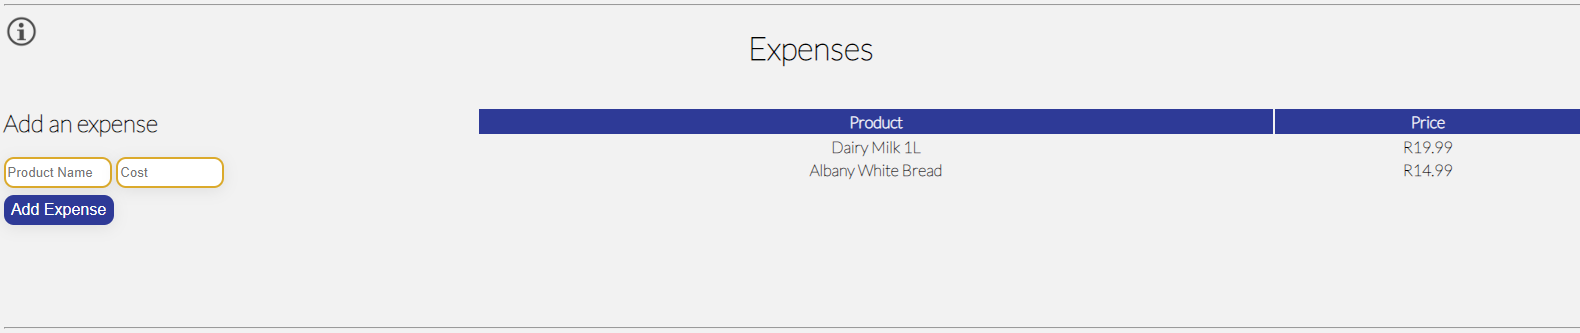 Expenses
Add an expense
Product Name Cost
Add Expense
Product Price
Dairy Milk 1L R19.99
Albany White Bread R14.99